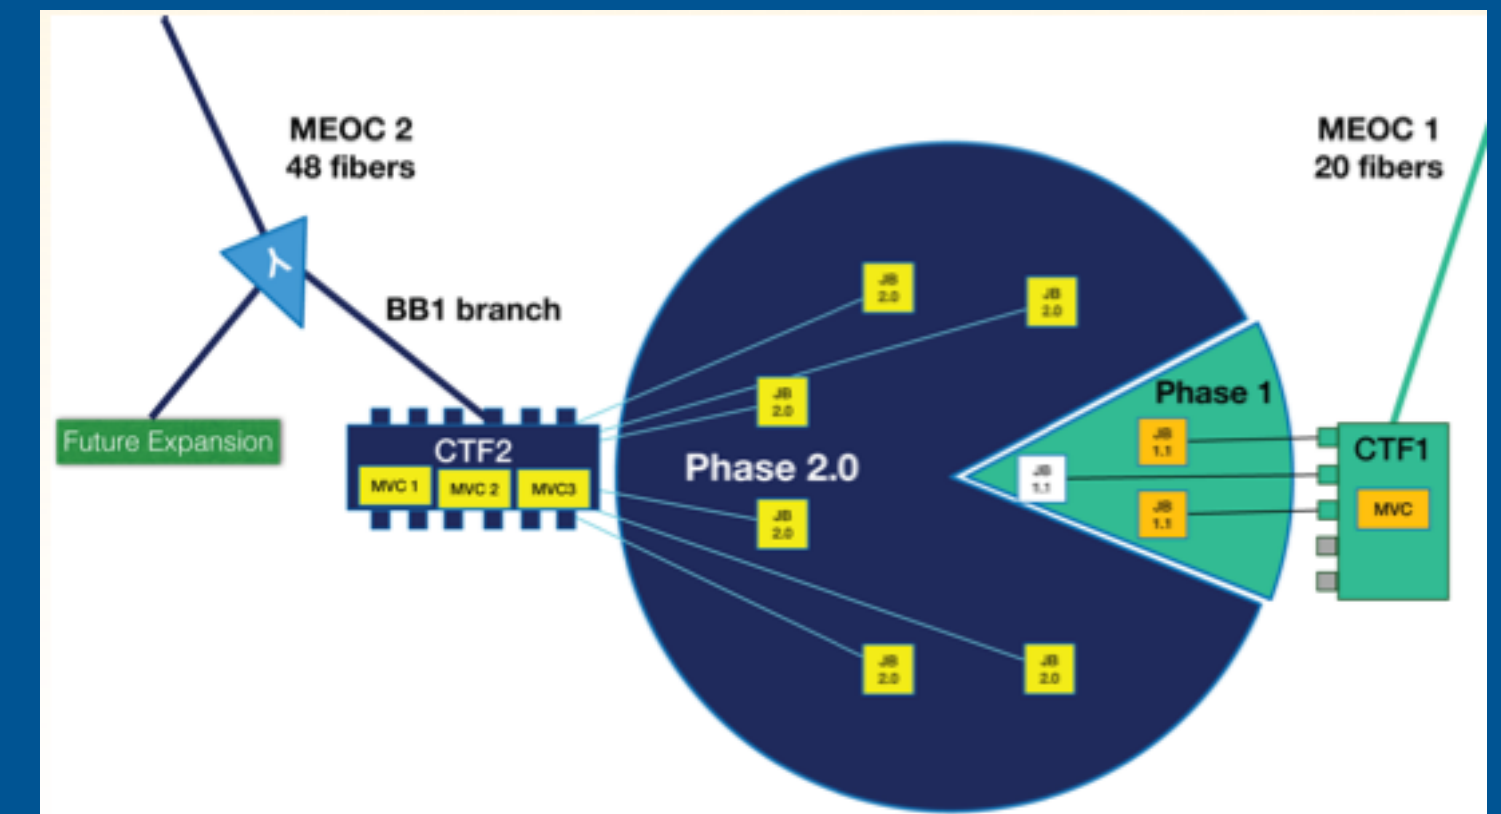 MEOC 2
48 fibers
MEOC 1
20 fibers
BB1 branch
Future Expansion
CTF2
MVC 1
MVC 2
MVC3
JB
2.0
JB
2.0
JB
2.0
Phase 2.0
JB
2.0
JB
2.0
JB
2.0
Phase 1
JB
1.1
JB
1.1
JB
1.1
CTF1
MVC